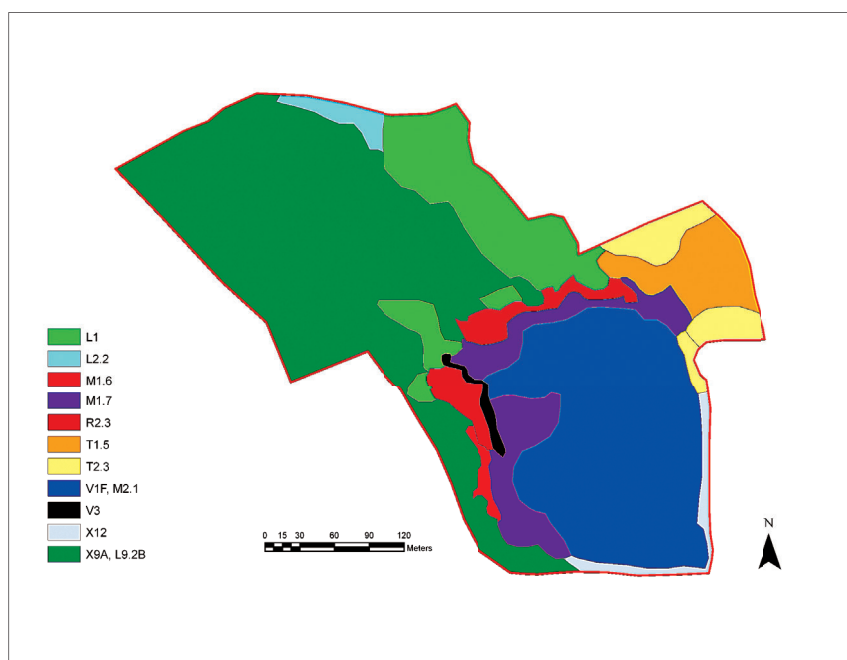 L1
L2.2
M1.6
M1.7
R2.3
T1.5
T2.3
V1F, M2.1
V3
X12
X9A, L9.2B
0 15 30 60 90 120
Meters
N